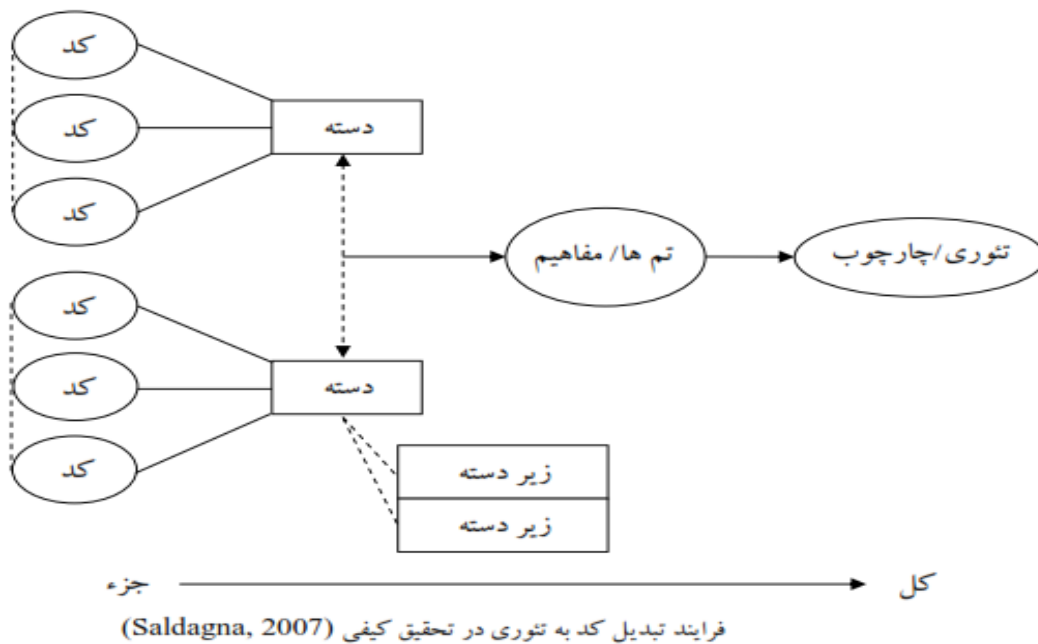 کد
کد
دسته
کد
تم ها/ مفاهیم
تئوری/چارچوب
کد
کد
دسته
کد
زیر دسته
زیر دسته
جزء
کل
فرایند تبدیل کد به تئوری در تحقیق کیفی (Saldagna, 2007)